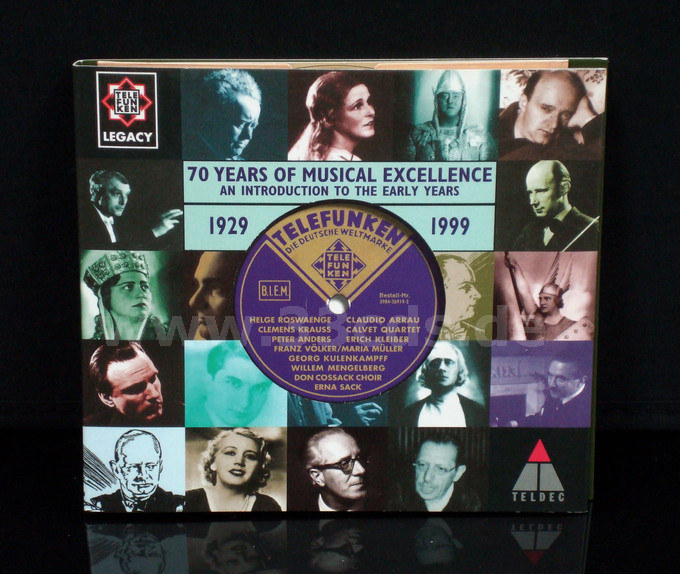 TELE
FUN
KEN
LEGACY
70 YEARS OF MUSICAL EXCELLENCE
AN INTRODUCTION TO THE EARLY YEARS
1929
1999
TELEFUNKEN
DIE DEUTSCHE WELTMARKE
TELE
FUN
KEN
B.I.E.M.
Bestell-Nr.
HELGE ROSWAENGE CLAUDIO ARRAU
CLEMENS KRAUSS CALVET QUARTET
PETER ANDERS ERICH KLEIBER
FRANZ VÖLKER/MARIA MÜLLER
GEORG KULENKAMPFF
WILLEM MENGELBERG
DON COSSACK CHOIR
ERNA SACK
TELDEC